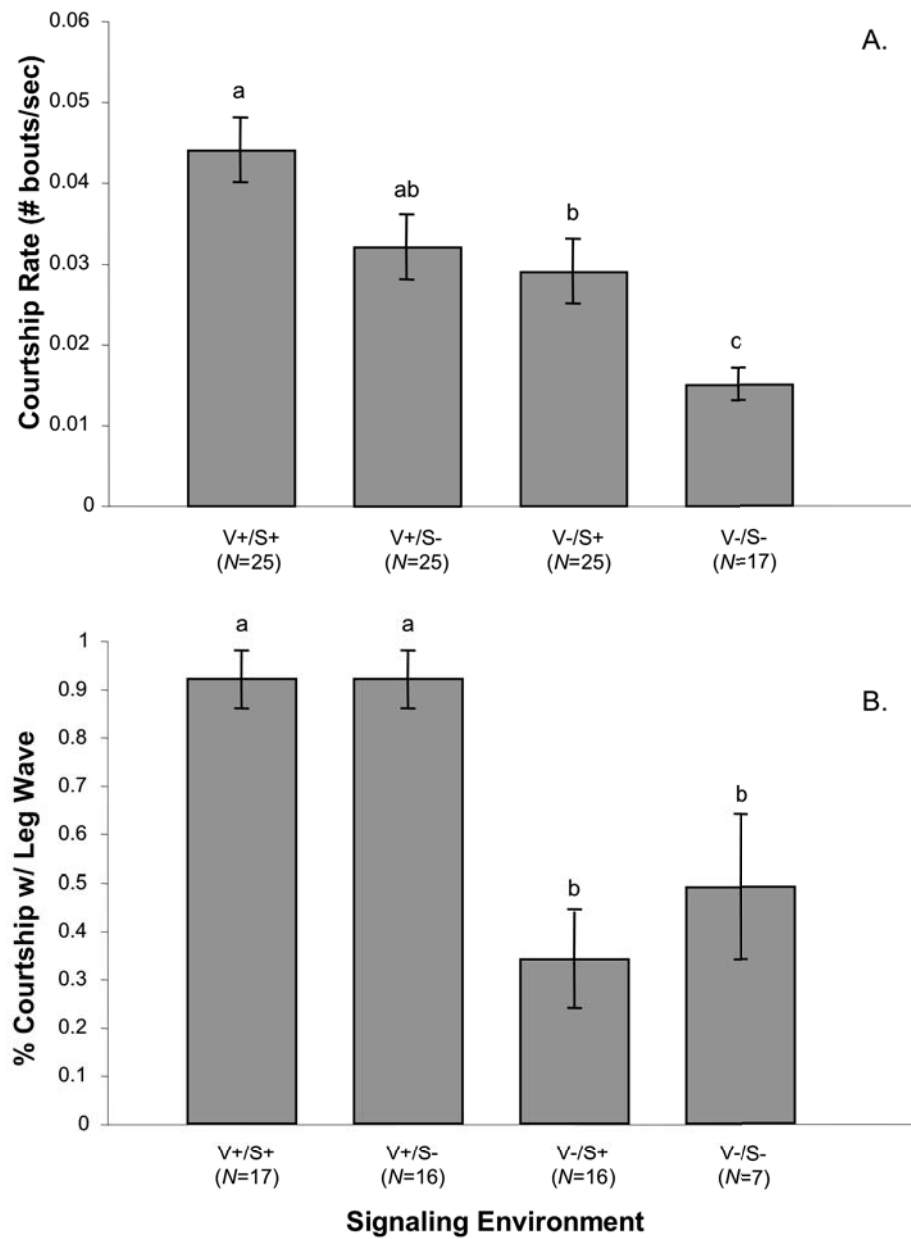 A.
Courtship Rate (# bouts/sec)
0.06
0.05
0.04
0.03
0.02
0.01
0
a
ab
b
c
V+/S+
(N=25)
V+/S-
(N=25)
V-/S+
(N=25)
V-/S-
(N=17)
B.
% Courtship w/ Leg Wave
1
0.9
0.8
0.7
0.6
0.5
0.4
0.3
0.2
0.1
0
a
a
b
b
V+/S+
(N=17)
V+/S-
(N=16)
V-/S+
(N=16)
V-/S-
(N=7)
Signaling Environment